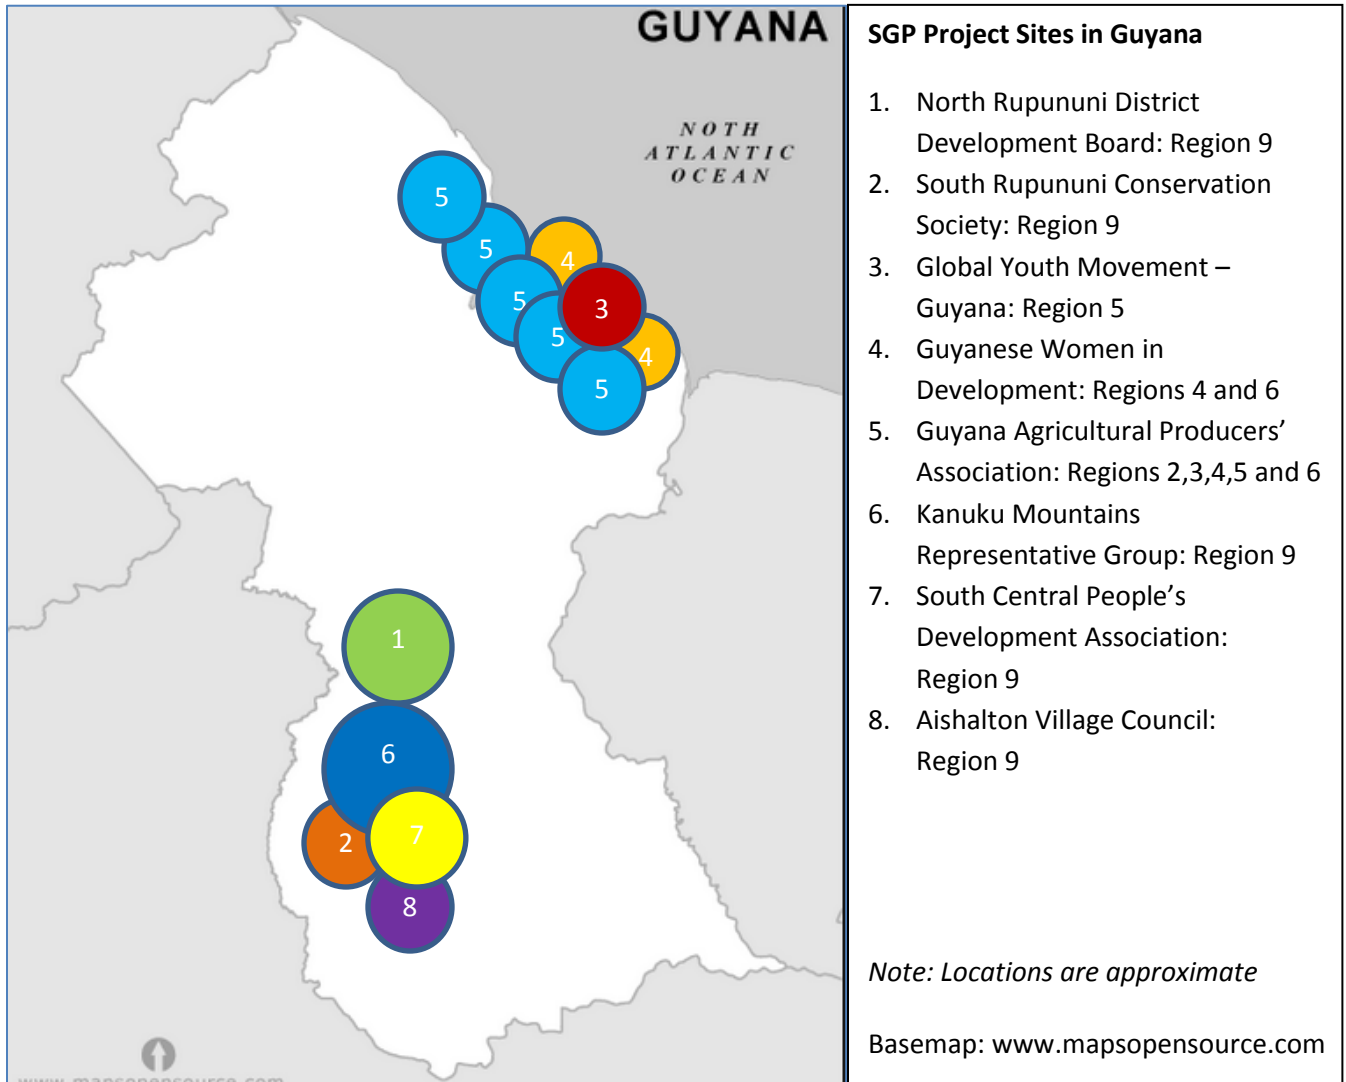 GUYANA
NOTH
ATLANTIC
OCEAN
5
5
4
5
3
5
4
5
1
6
2
7
8
www.mapsopensource.com
SGP Project Sites in Guyana
1. North Rupununi District
Development Board: Region 9
2. South Rupununi Conservation
Society: Region 9
3. Global Youth Movement –
Guyana: Region 5
4. Guyanese Women in
Development: Regions 4 and 6
5. Guyana Agricultural Producers’
Association: Regions 2,3,4,5 and 6
6. Kanuku Mountains
Representative Group: Region 9
7. South Central People’s
Development Association:
Region 9
8. Aishalton Village Council:
Region 9
Note: Locations are approximate
Basemap: www.mapsopensource.com